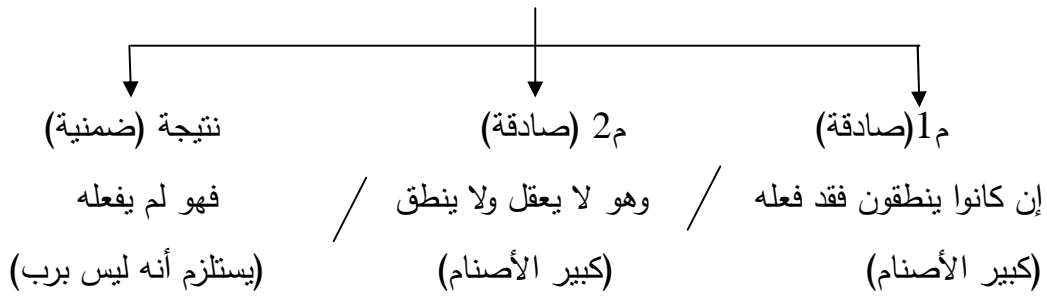 م1(صادقة) م2 (صادقة) نتيجة (ضمنية)
إن كانوا ينطقون فقد فعله / وهو لا يعقل ولا ينطق / فهو لم يفعله
(كبير الأصنام) (كبير الأصنام) (يستلزم أنه ليس برب)